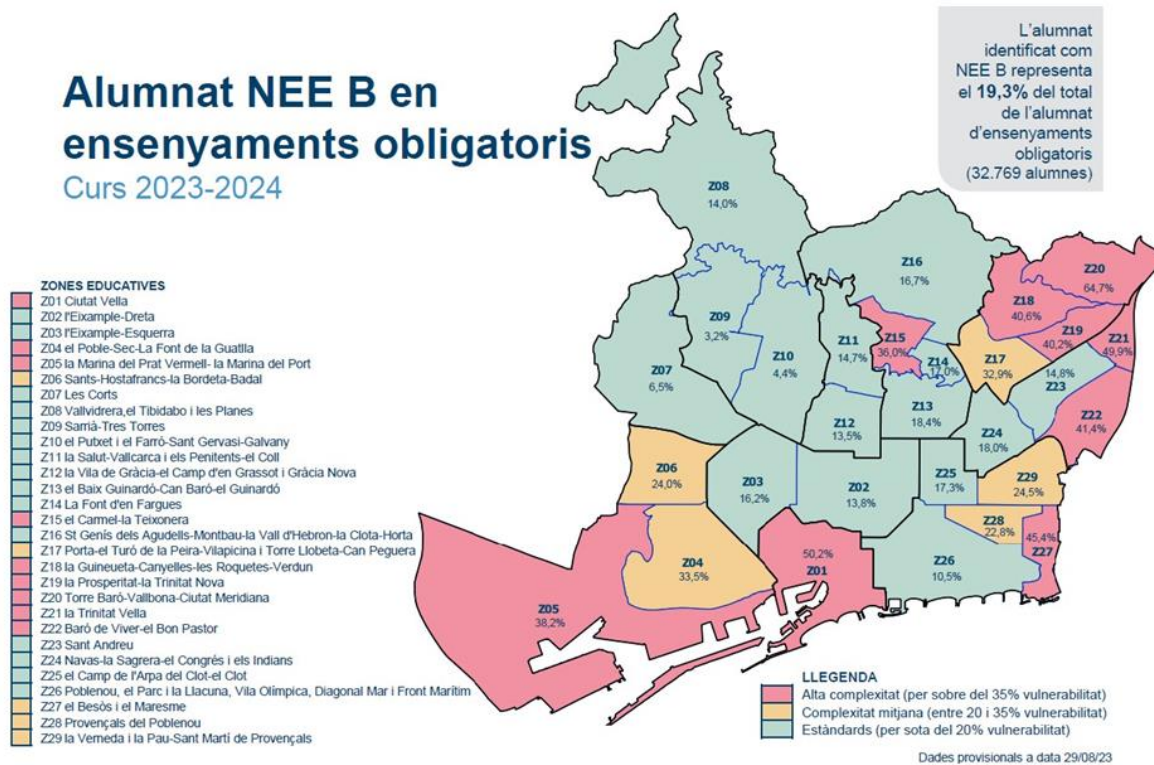 Alumnat NEE B en
ensenyaments obligatoris
Curs 2023-2024
L'alumnat
identificat com
NEE B representa
el 19,3% del total
de l'alumnat
d'ensenyaments
obligatoris
(32.769 alumnes)
ZONES EDUCATIVES
Z01 Ciutat Vella
Z02 l'Eixample-Dreta
Z03 l'Eixample-Esquerra
Z04 el Poble-Sec-La Font de la Guatlla
Z05 la Marina del Prat Vermell- la Marina del Port
Z06 Sants-Hostafrancs-la Bordeta-Badal
Z07 Les Corts
Z08 Vallvidrera,el Tibidabo i les Planes
Z09 Sarrià-Tres Torres
Z10 el Putxet i el Farró-Sant Gervasi-Galvany
Z11 la Salut-Vallcarca i els Penitents-el Coll
Z12 la Vila de Gràcia-el Camp d'en Grassot i Gràcia Nova
Z13 el Baix Guinardó-Can Baró-el Guinardó
Z14 La Font d'en Fargues
Z15 el Carmel-la Teixonera
Z16 St Genís dels Agudells-Montbau-la Vall d'Hebron-la Clota-Horta
Z17 Porta-el Turó de la Peira-Vilapicina i Torre Llobeta-Can Peguera
Z18 la Guineueta-Canyelles-les Roquetes-Verdun
Z19 la Prosperitat-la Trinitat Nova
Z20 Torre Baró-Vallbona-Ciutat Meridiana
Z21 la Trinitat Vella
Z22 Baró de Viver-el Bon Pastor
Z23 Sant Andreu
Z24 Navas-la Sagrera-el Congrés i els Indians
Z25 el Camp de l'Arpa del Clot-el Clot
Z26 Poblenou, el Parc i la Llacuna, Vila Olímpica, Diagonal Mar i Front Marítim
Z27 el Besòs i el Maresme
Z28 Provençals del Poblenou
Z29 la Verneda i la Pau-Sant Martí de Provençals
Z08
14,0%
Z16
16,7%
Z20
64,7%
Z18
40,6%
Z09
3,2%
Z15
36,0%
Z19
40,2%
Z21
49,9%
Z11
14,7%
Z10
4,4%
Z14
17,0%
Z17
32,9%
14,8%
Z23
Z07
6,5%
Z13
18,4%
Z22
41,4%
Z12
13,5%
Z24
18,0%
Z06
24,0%
Z03
16,2%
Z02
13,8%
Z25
17,3%
Z29
24,5%
Z28
22,8%
45,4%
Z27
Z04
33,5%
50,2%
Z01
Z26
10,5%
Z05
38,2%
LLEGENDA
Alta complexitat (per sobre del 35% vulnerabilitat)
Complexitat mitjana (entre 20 i 35% vulnerabilitat)
Estàndards (per sota del 20% vulnerabilitat)
Dades provisionals a data 29/08/23